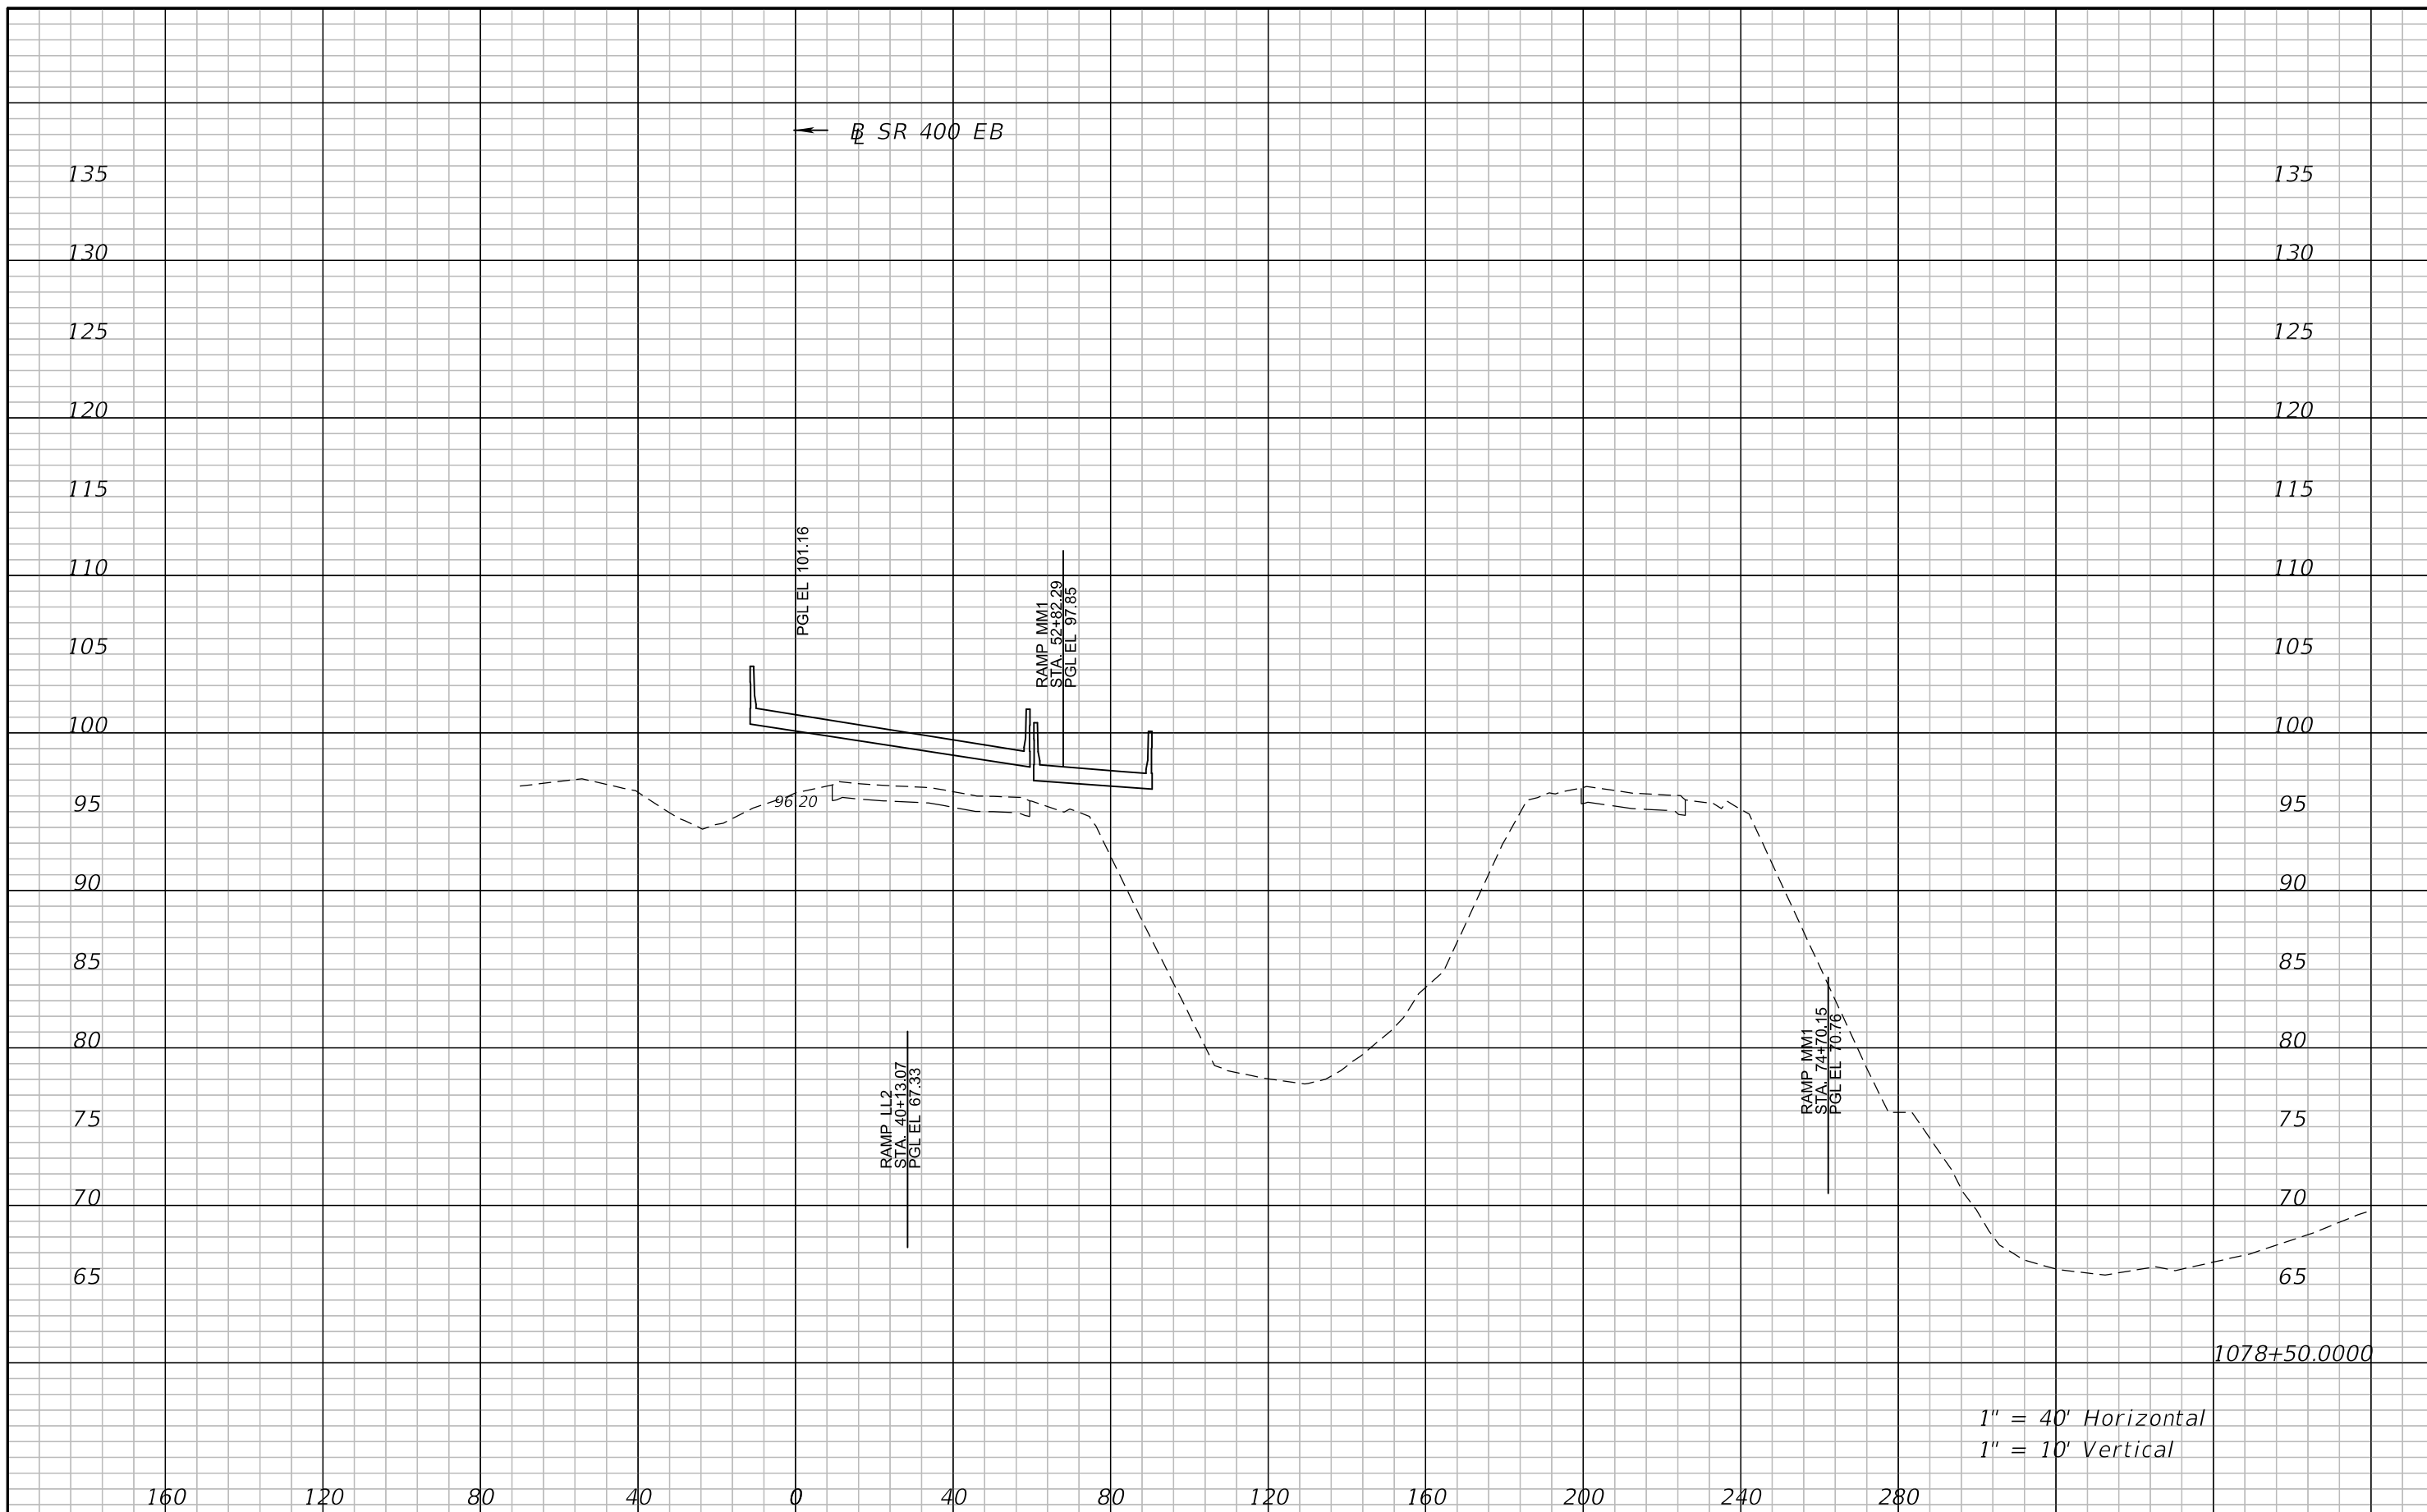 BL SR 400 EB
135 135
130 130
125 125
120 120
115 115
PGL EL 101.16
110 110
RAMP MM1
STA. 52+82.29
PGL EL 97.85
105 105
100 100
95 95
96.20
90 90
85 85
80 80
RAMP LL2
STA. 40+13.07
PGL EL 67.33
RAMP MM1
STA. 74+70.15
PGL EL 70.76
75 75
70 70
65 65
1078+50.0000
1" = 40' Horizontal
1" = 10' Vertical
160 120 80 40 0 40 80 120 160 200 240 280